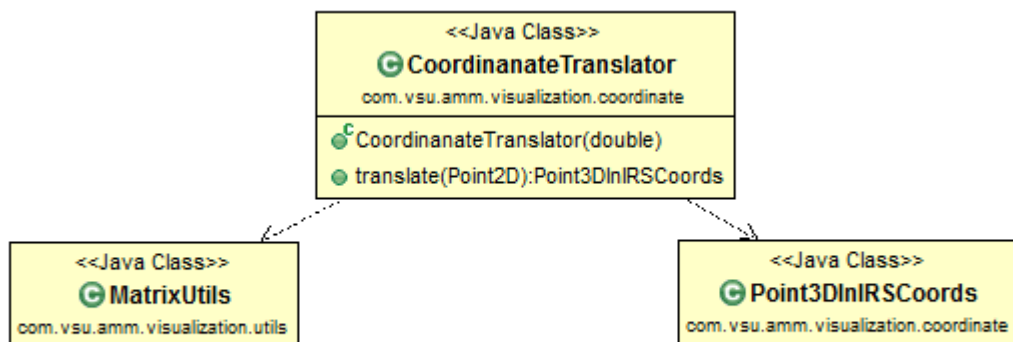 <<Java Class>>
CoordinanateTranslator
com.vsu.amm.visualization.coordinate
CoordinanateTranslator(double)
translate(Point2D):Point3DInIRSCoords
<<Java Class>>
MatrixUtils
com.vsu.amm.visualization.utils
<<Java Class>>
Point3DInIRSCoords
com.vsu.amm.visualization.coordinate